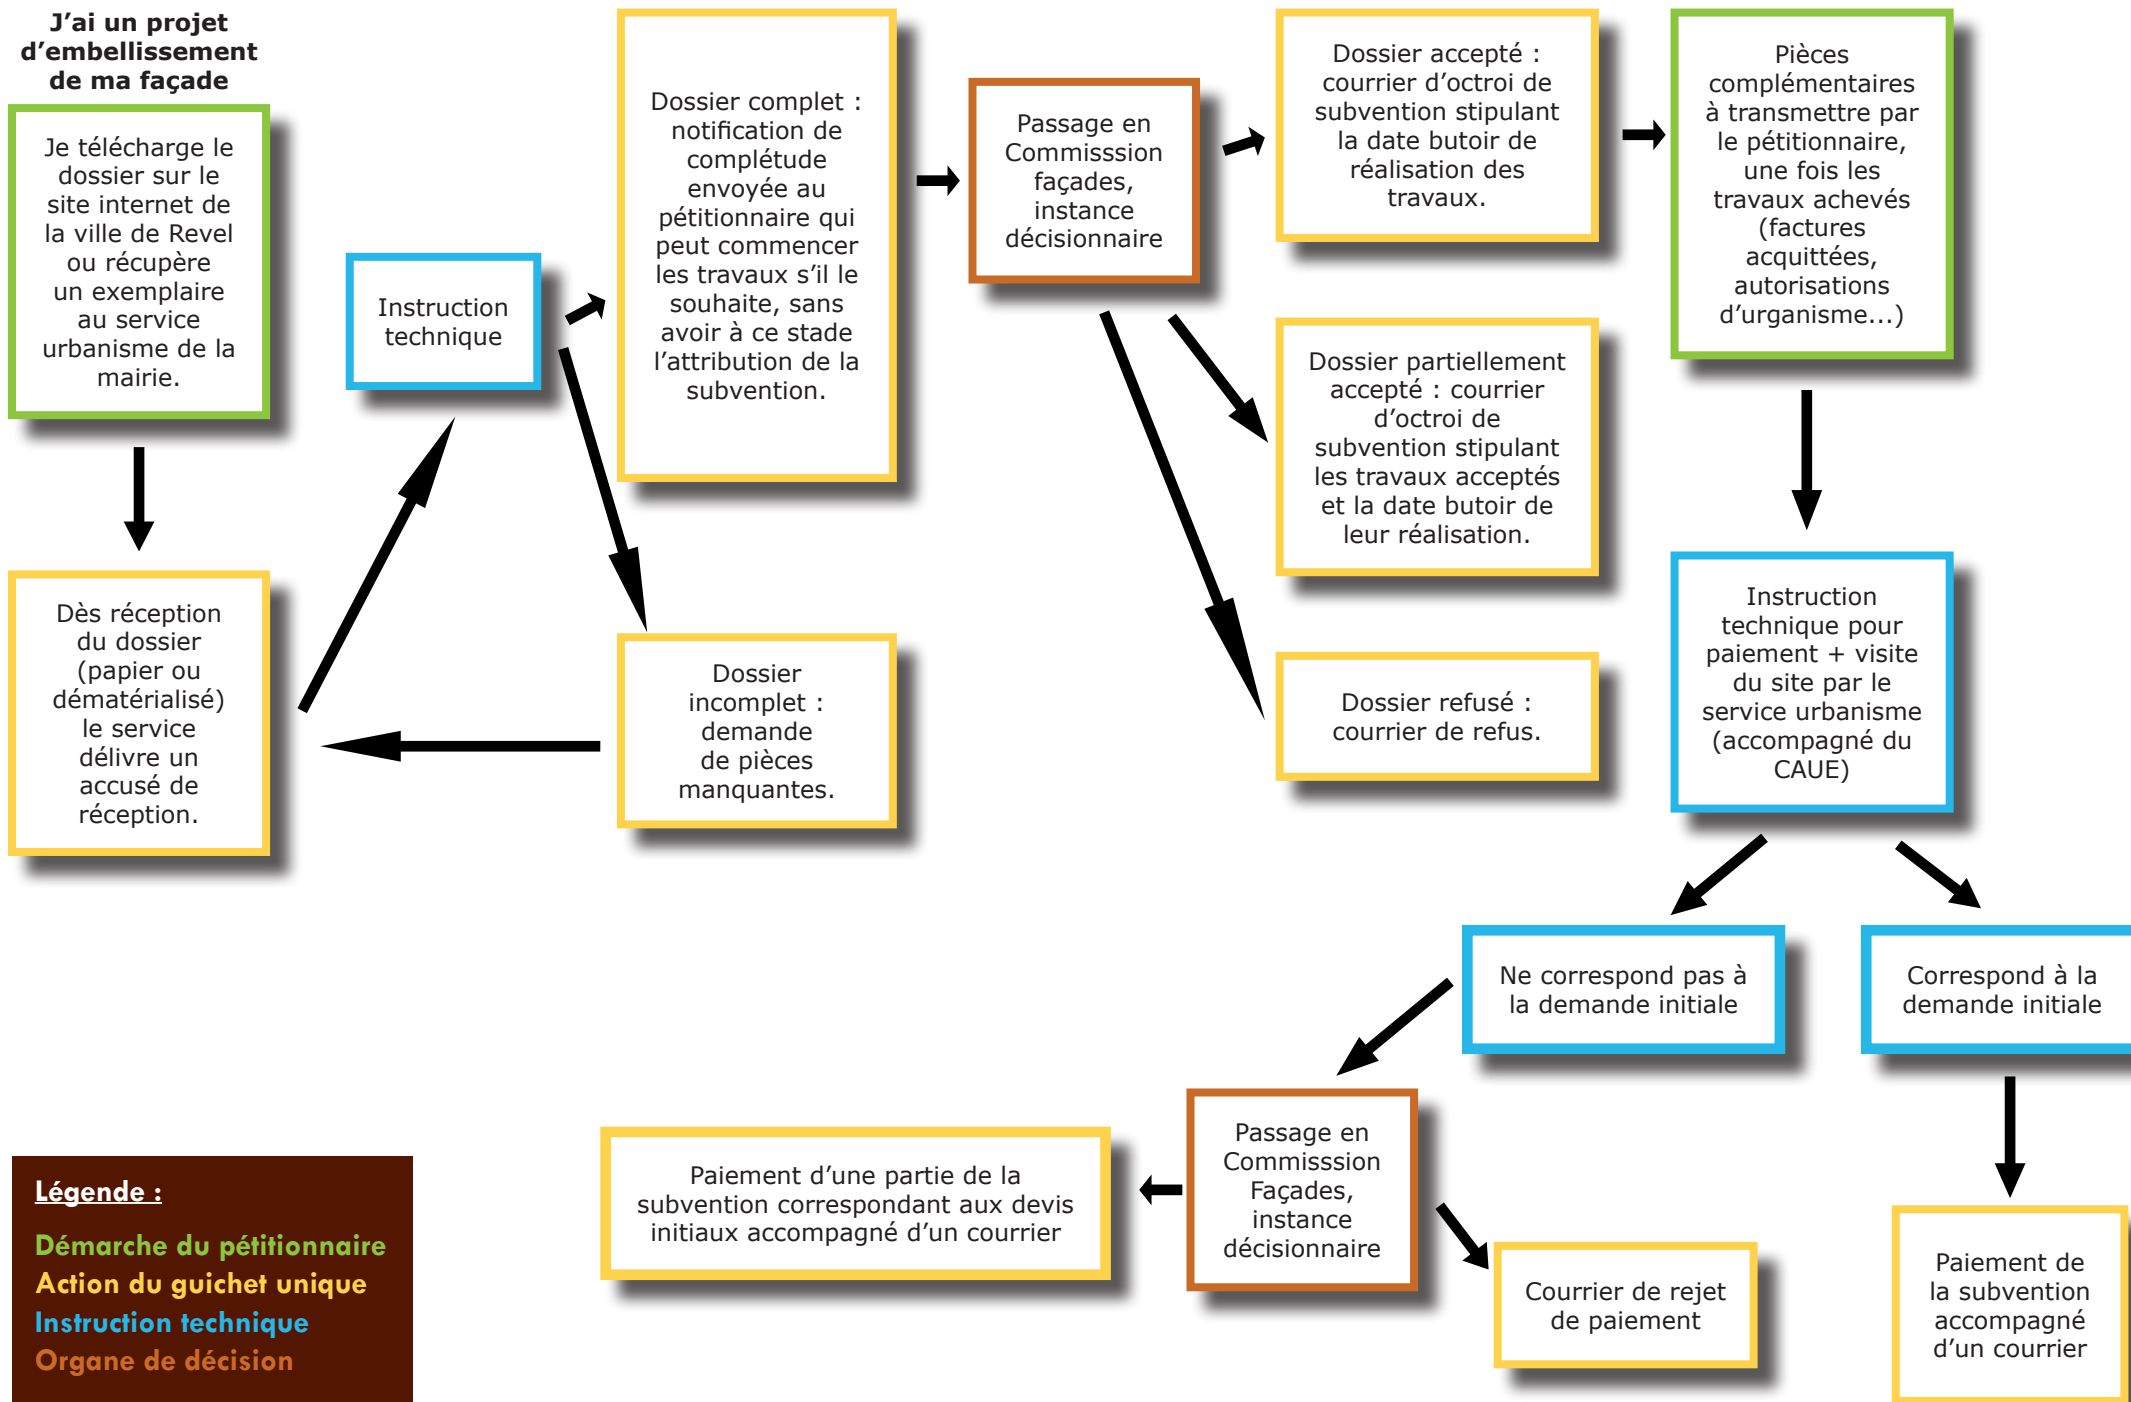 J’ai un projet
d’embellissement
de ma façade
Je télécharge le
dossier sur le
site internet de
la ville de Revel
ou récupère
un exemplaire
au service
urbanisme de la
mairie.
Dès réception
du dossier
(papier ou
dématérialisé)
le service
délivre un
accusé de
réception.
Instruction
technique
Dossier complet :
notification de
complétude
envoyée au
pétitionnaire qui
peut commencer
les travaux s’il le
souhaite, sans
avoir à ce stade
l’attribution de la
subvention.
Dossier
incomplet :
demande
de pièces
manquantes.
Passage en
Commisssion
façades,
instance
décisionnaire
Dossier accepté :
courrier d’octroi de
subvention stipulant
la date butoir de
réalisation des
travaux.
Dossier partiellement
accepté : courrier
d’octroi de
subvention stipulant
les travaux acceptés
et la date butoir de
leur réalisation.
Dossier refusé :
courrier de refus.
Pièces
complémentaires
à transmettre par
le pétitionnaire,
une fois les
travaux achevés
(factures
acquittées,
autorisations
d’urganisme...)
Instruction
technique pour
paiement + visite
du site par le
service urbanisme
(accompagné du
CAUE)
Ne correspond pas à
la demande initiale
Correspond à la
demande initiale
Passage en
Commisssion
Façades,
instance
décisionnaire
Paiement d’une partie de la
subvention correspondant aux devis
initiaux accompagné d’un courrier
Courrier de rejet
de paiement
Paiement de
la subvention
accompagné
d’un courrier
Légende :
Démarche du pétitionnaire
Action du guichet unique
Instruction technique
Organe de décision